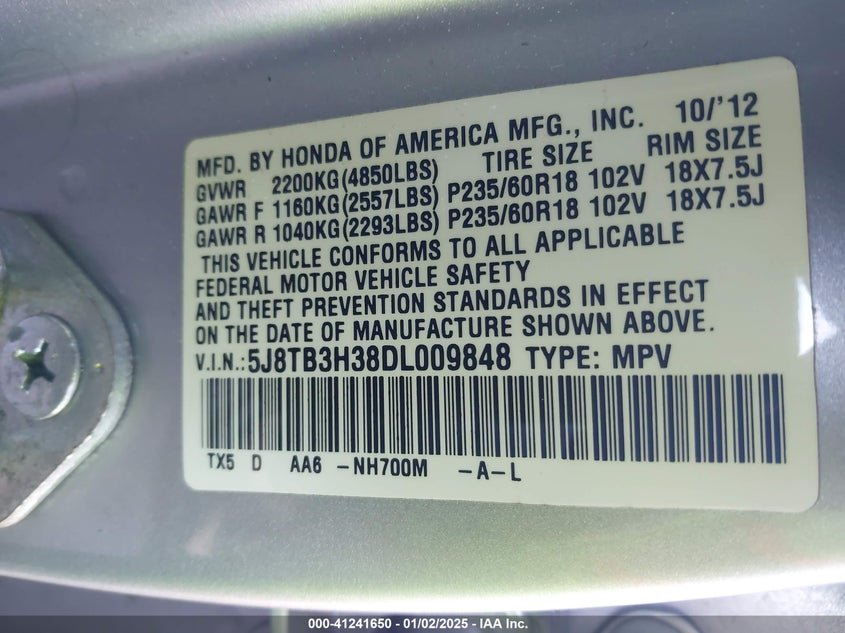 MFD. BY HONDA OF AMERICA MFG., INC. 10/'12
GVWR 2200KG(4850LBS) TIRE SIZE RIM SIZE
GAWR F 1160KG(2557LBS) P235/60R18 102V 18X7.5J
GAWR R 1040KG(2293LBS) P235/60R18 102V 18X7.5J
THIS VEHICLE CONFORMS TO ALL APPLICABLE
FEDERAL MOTOR VEHICLE SAFETY
AND THEFT PREVENTION STANDARDS IN EFFECT
ON THE DATE OF MANUFACTURE SHOWN ABOVE.
V.I.N.:5J8TB3H38DL009848 TYPE: MPV
TX5 D AA6 -NH700M -A-L
000-41241650 - 01/02/2025 - IAA Inc.